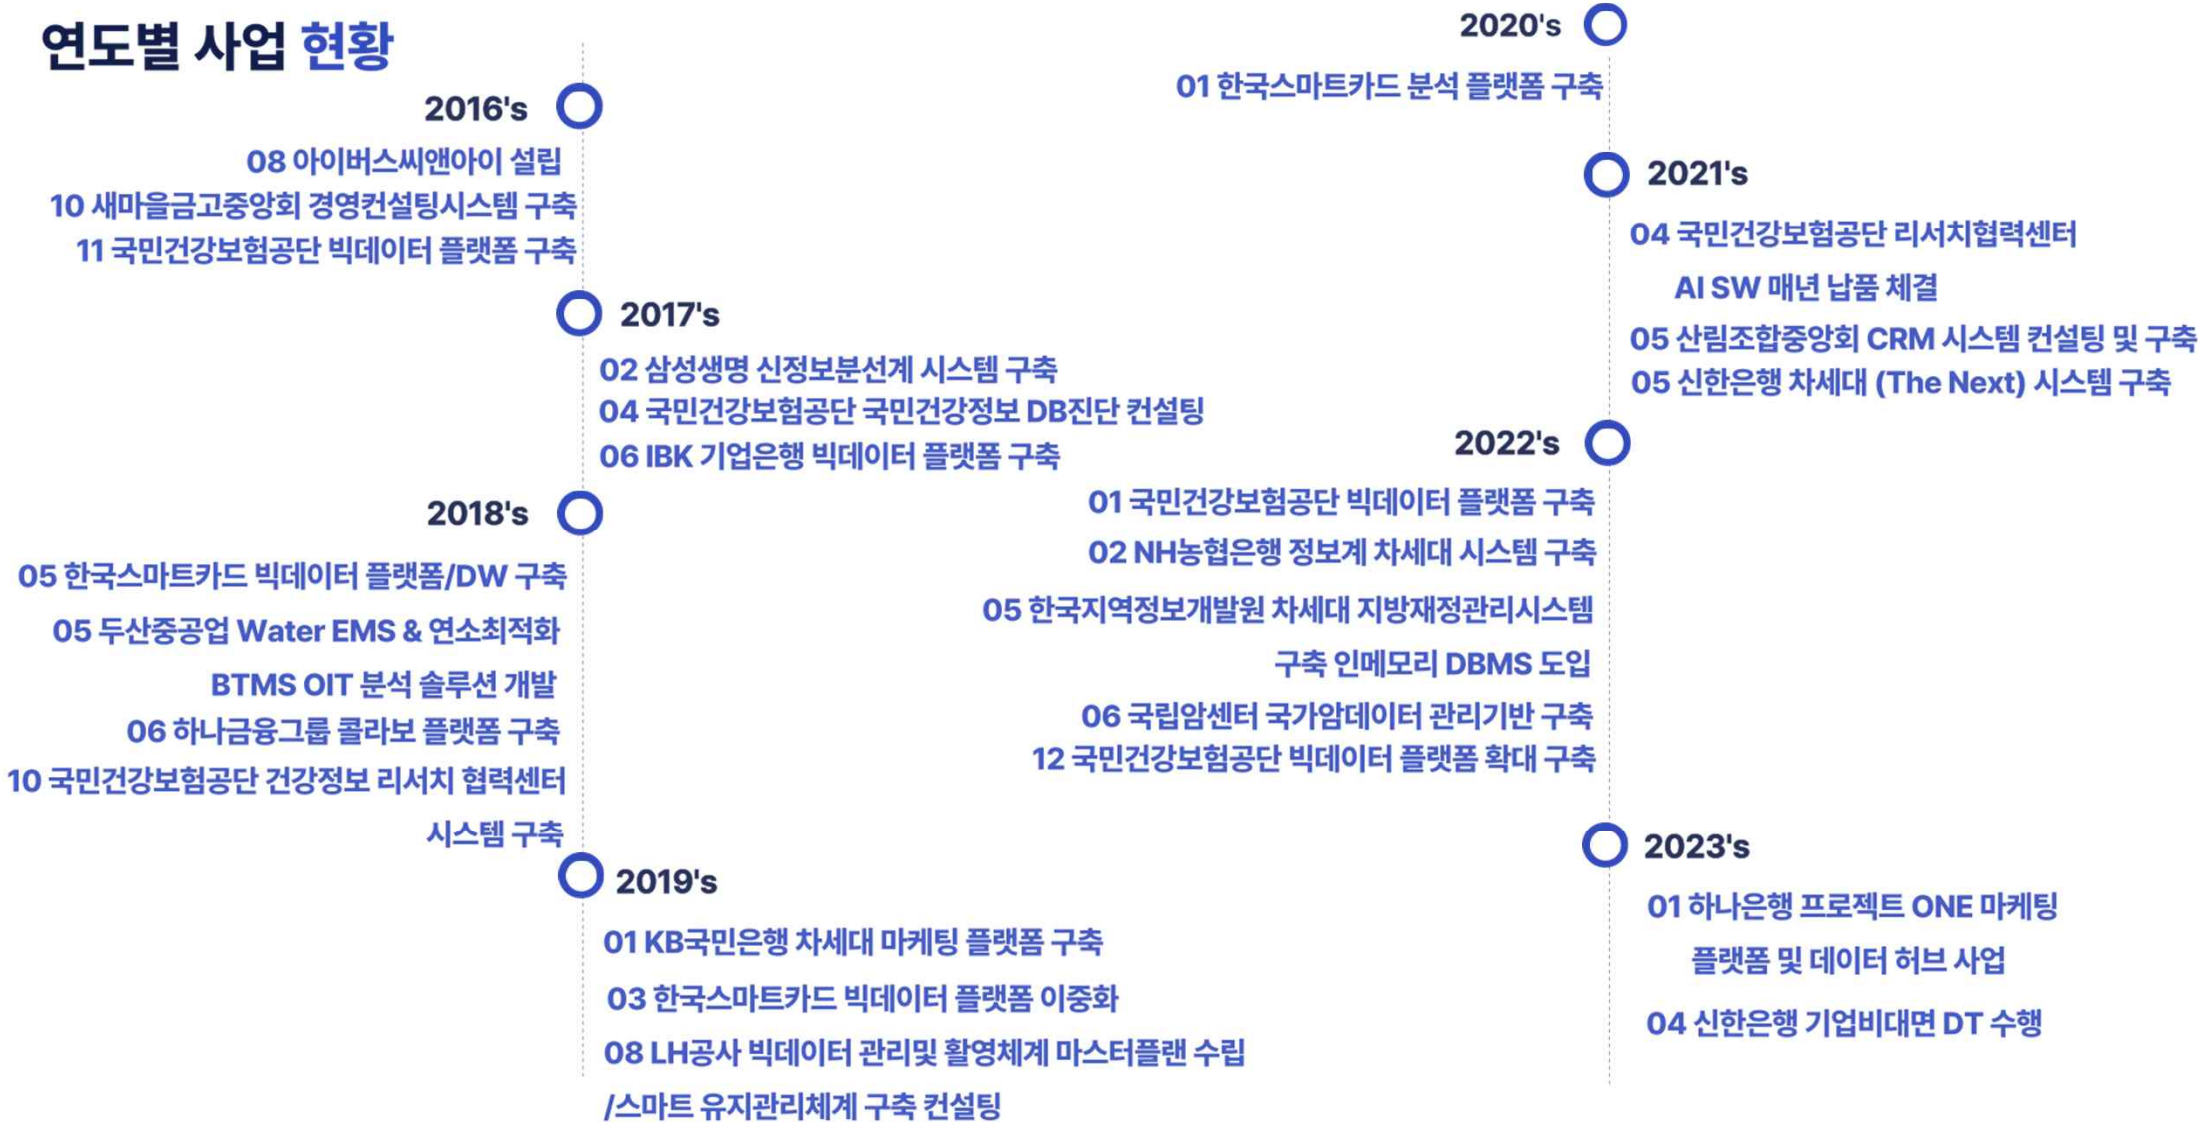 연도별 사업 현황
2016's
08 아이버스씨앤아이 설립
10 새마을금고중앙회 경영컨설팅시스템 구축
11 국민건강보험공단 빅데이터 플랫폼 구축
2017's
02 삼성생명 신정보분선계 시스템 구축
04 국민건강보험공단 국민건강정보 DB진단 컨설팅
06 IBK 기업은행 빅데이터 플랫폼 구축
2018's
05 한국스마트카드 빅데이터 플랫폼/DW 구축
05 두산중공업 Water EMS & 연소최적화
BTMS OIT 분석 솔루션 개발
06 하나금융그룹 콜라보 플랫폼 구축
10 국민건강보험공단 건강정보 리서치 협력센터
시스템 구축
2019's
01 KB국민은행 차세대 마케팅 플랫폼 구축
03 한국스마트카드 빅데이터 플랫폼 이중화
08 LH공사 빅데이터 관리및 활영체계 마스터플랜 수립
/스마트 유지관리체계 구축 컨설팅
2020's
01 한국스마트카드 분석 플랫폼 구축
2021's
04 국민건강보험공단 리서치협력센터
AI SW 매년 납품 체결
05 산림조합중앙회 CRM 시스템 컨설팅 및 구축
05 신한은행 차세대 (The Next) 시스템 구축
2022's
01 국민건강보험공단 빅데이터 플랫폼 구축
02 NH농협은행 정보계 차세대 시스템 구축
05 한국지역정보개발원 차세대 지방재정관리시스템
구축 인메모리 DBMS 도입
06 국립암센터 국가암데이터 관리기반 구축
12 국민건강보험공단 빅데이터 플랫폼 확대 구축
2023's
01 하나은행 프로젝트 ONE 마케팅
플랫폼 및 데이터 허브 사업
04 신한은행 기업비대면 DT 수행